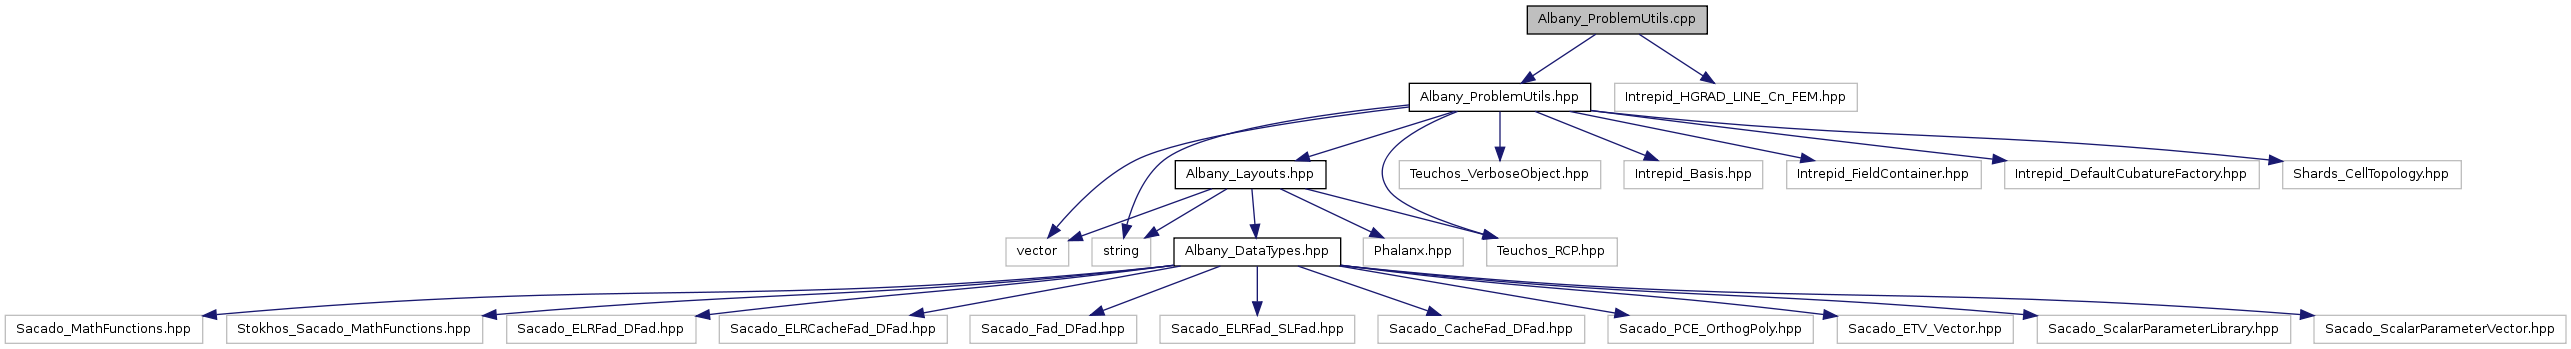 Albany_ProblemUtils.cpp
Albany_ProblemUtils.hpp
Intrepid_HGRAD_LINE_Cn_FEM.hpp
Albany_Layouts.hpp
Teuchos_VerboseObject.hpp
Intrepid_Basis.hpp
Intrepid_FieldContainer.hpp
Intrepid_DefaultCubatureFactory.hpp
Shards_CellTopology.hpp
vector
string
Albany_DataTypes.hpp
Phalanx.hpp
Teuchos_RCP.hpp
Sacado_MathFunctions.hpp
Stokhos_Sacado_MathFunctions.hpp
Sacado_ELRFad_DFad.hpp
Sacado_ELRCacheFad_DFad.hpp
Sacado_Fad_DFad.hpp
Sacado_ELRFad_SLFad.hpp
Sacado_CacheFad_DFad.hpp
Sacado_PCE_OrthogPoly.hpp
Sacado_ETV_Vector.hpp
Sacado_ScalarParameterLibrary.hpp
Sacado_ScalarParameterVector.hpp